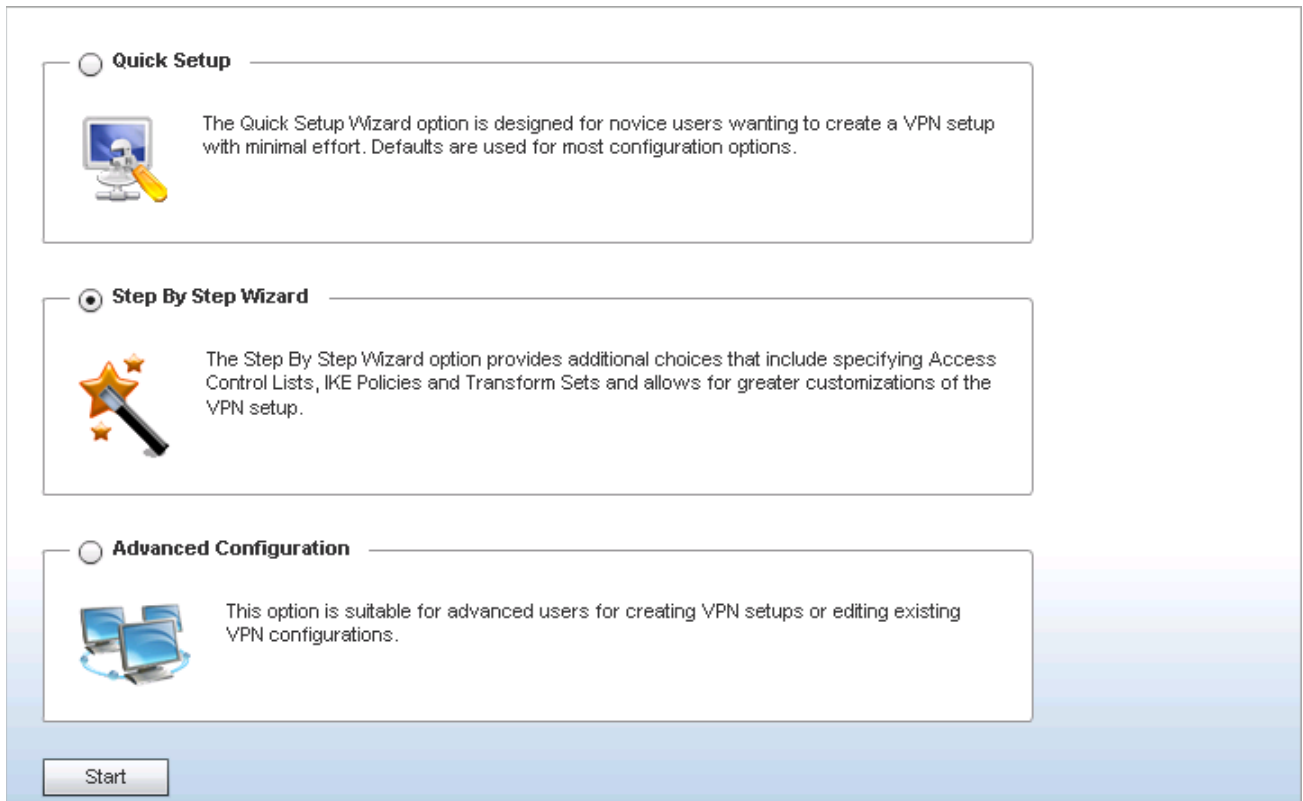 Quick Setup
The Quick Setup Wizard option is designed for novice users wanting to create a VPN setup
with minimal effort. Defaults are used for most configuration options.
Step By Step Wizard
The Step By Step Wizard option provides additional choices that include specifying Access
Control Lists, IKE Policies and Transform Sets and allows for greater customizations of the
VPN setup.
Advanced Configuration
This option is suitable for advanced users for creating VPN setups or editing existing
VPN configurations.
Start